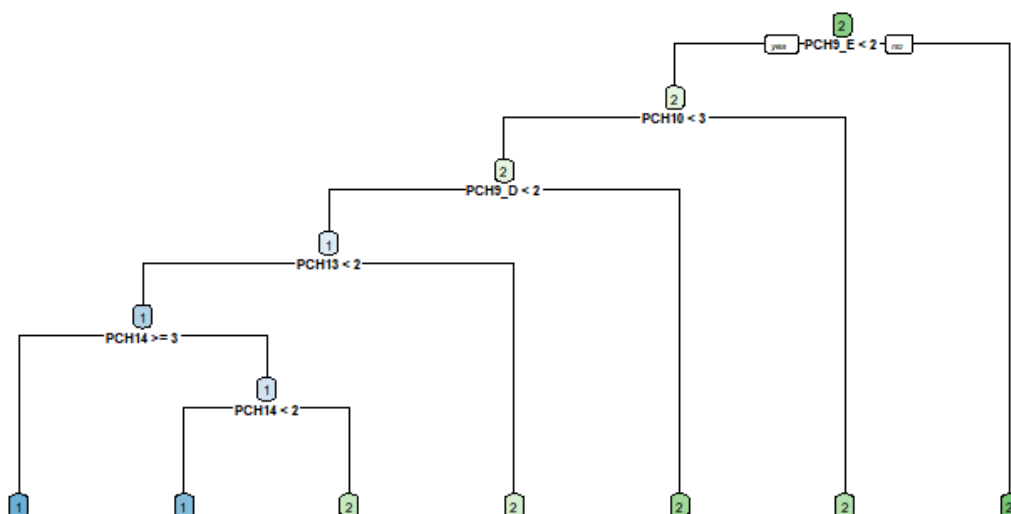 2
yes PCH9_E < 2 no
2
PCH10 < 3
2
PCH9_D < 2
1
PCH13 < 2
1
PCH14 >= 3
1
PCH14 < 2
1 1 2 2 2 2 2